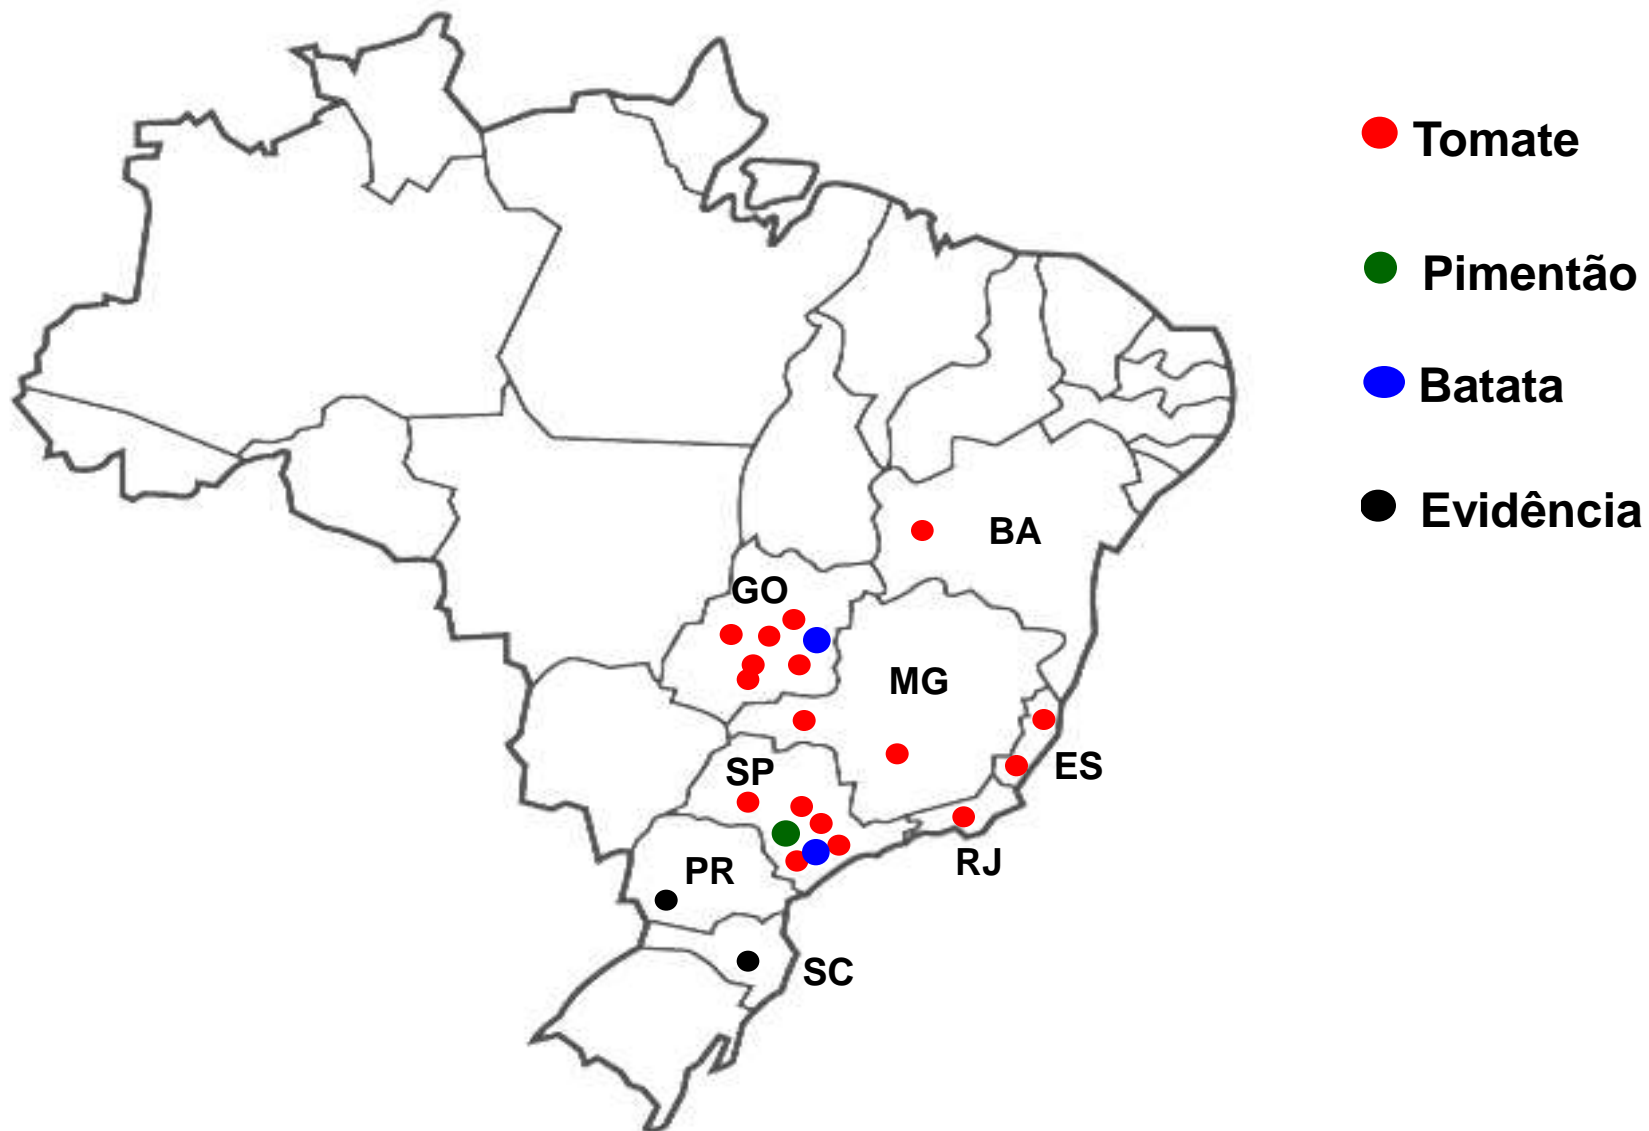 Tomate
Pimentão
Batata
Evidência
BA
GO
MG
ES
SP
RJ
PR
SC